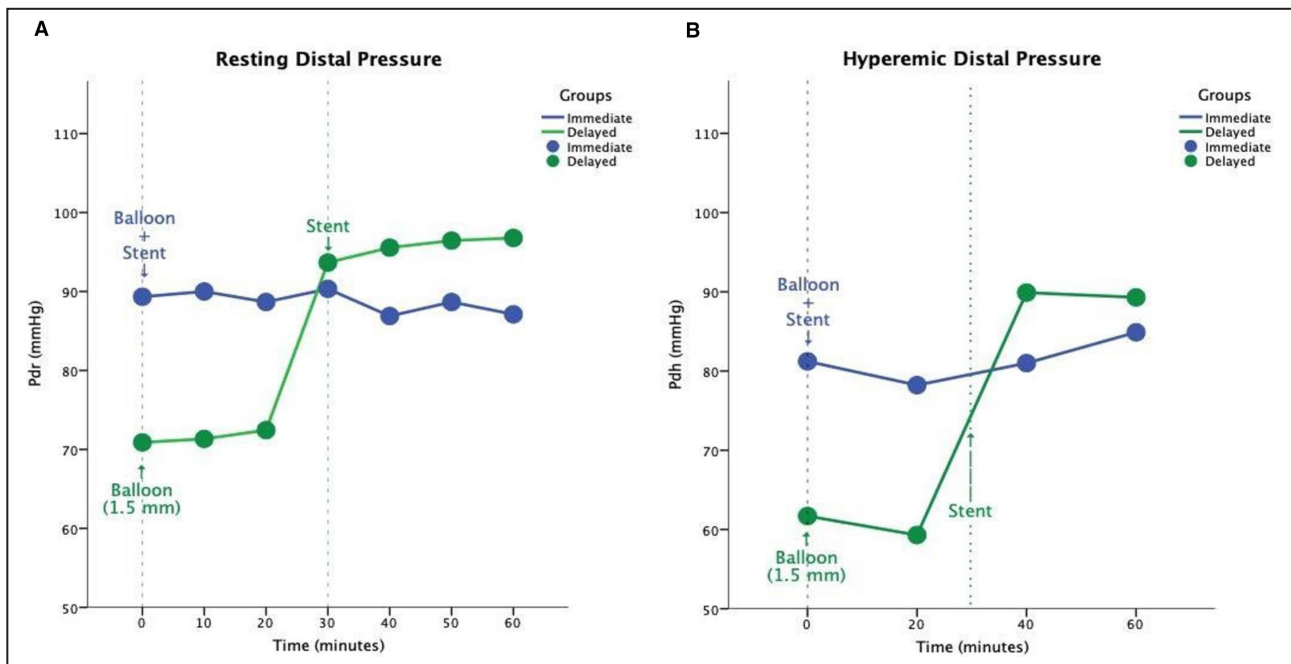 A
Resting Distal Pressure
Groups
Immediate
Delayed
Immediate
Delayed
110
100
90
80
70
60
50
Pdr (mmHg)
Balloon
+
Stent
Stent
Balloon
(1.5 mm)
0 10 20 30 40 50 60
Time (minutes)
B
Hyperemic Distal Pressure
Groups
Immediate
Delayed
Immediate
Delayed
110
100
90
80
70
60
50
Pdh (mmHg)
Balloon
+
Stent
Stent
Balloon
(1.5 mm)
0 20 40 60
Time (minutes)